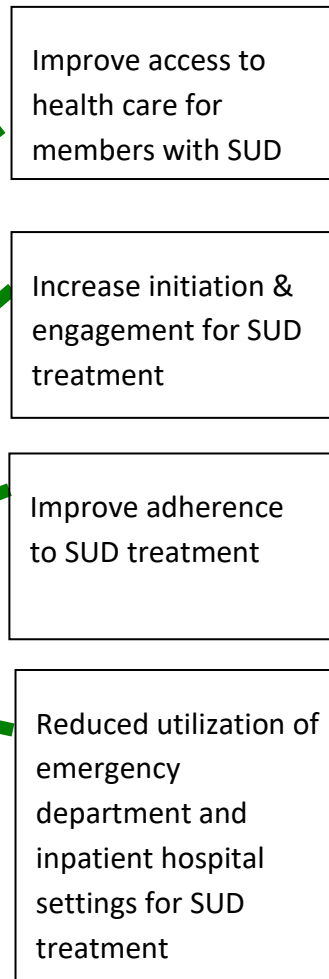 Improve access to
health care for
members with SUD
Increase initiation &
engagement for SUD
treatment
Improve adherence
to SUD treatment
Reduced utilization of
emergency
department and
inpatient hospital
settings for SUD
treatment